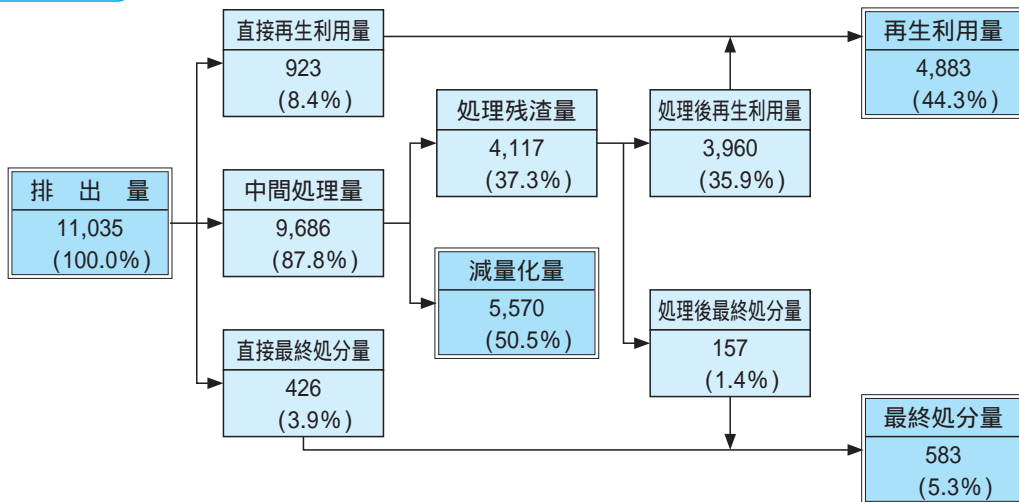 直接再生利用量
923
(8.4%)
再生利用量
4,883
(44.3%)
処理残渣量
4,117
(37.3%)
処理後再生利用量
3,960
(35.9%)
排 出 量
11,035
(100.0%)
中間処理量
9,686
(87.8%)
減量化量
5,570
(50.5%)
処理後最終処分量
157
(1.4%)
直接最終処分量
426
(3.9%)
最終処分量
583
(5.3%)